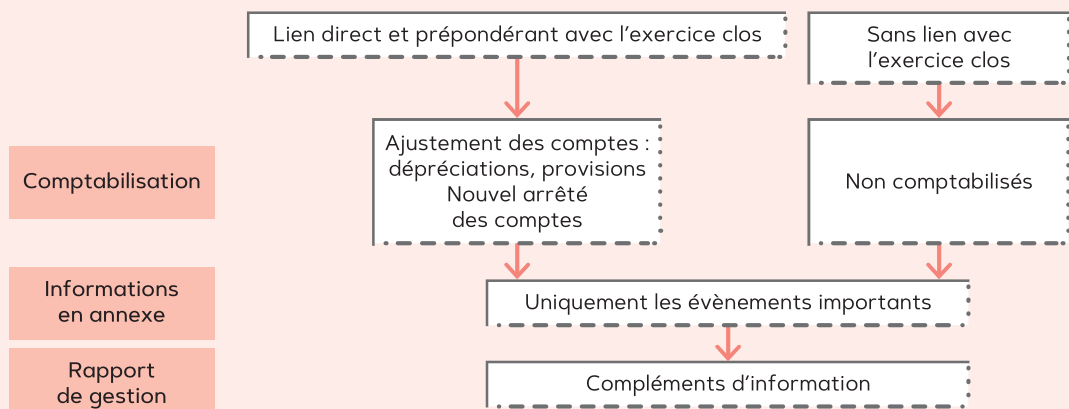 Lien direct et prépondérant avec l'exercice clos
Sans lien avec
l'exercice clos
Comptabilisation
Ajustement des comptes :
dépréciations, provisions
Nouvel arrêté
des comptes
Non comptabilisés
Informations
en annexe
Uniquement les évènements importants
Rapport
de gestion
Compléments d'information